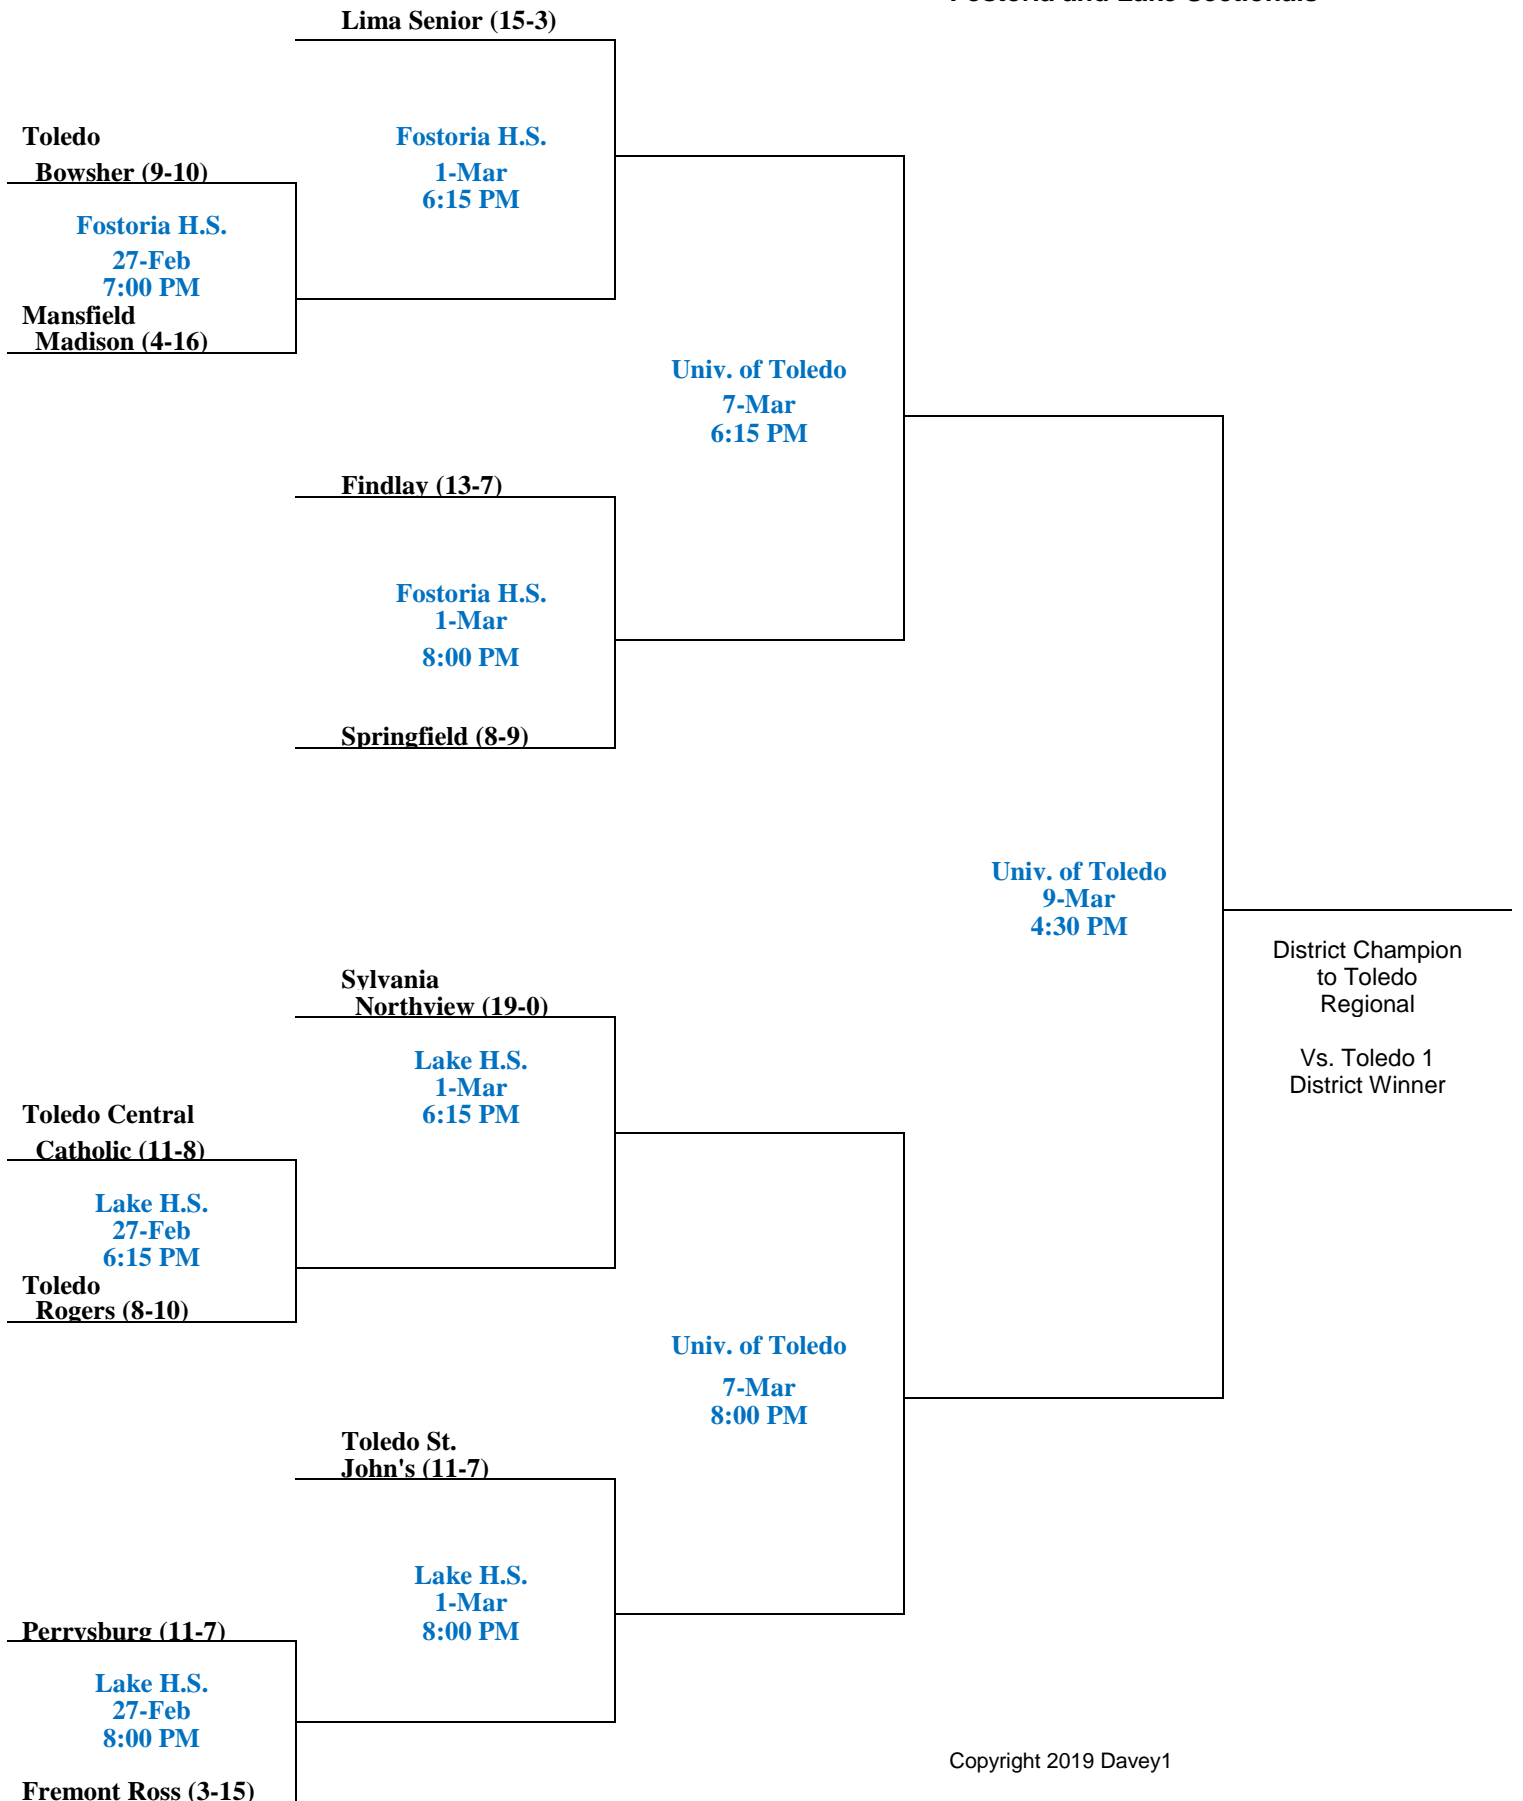 Fostoria and Lake Sectionals
Lima Senior (15-3)
Toledo
Bowsher (9-10)
Fostoria H.S.
1-Mar
6:15 PM
Fostoria H.S.
27-Feb
7:00 PM
Mansfield
Madison (4-16)
Univ. of Toledo
7-Mar
6:15 PM
Findlay (13-7)
Fostoria H.S.
1-Mar
8:00 PM
Springfield (8-9)
Univ. of Toledo
9-Mar
4:30 PM
District Champion
to Toledo
Regional
Vs. Toledo 1
District Winner
Sylvania
Northview (19-0)
Lake H.S.
1-Mar
6:15 PM
Toledo Central
Catholic (11-8)
Lake H.S.
27-Feb
6:15 PM
Toledo
Rogers (8-10)
Univ. of Toledo
7-Mar
8:00 PM
Toledo St.
John's (11-7)
Lake H.S.
1-Mar
8:00 PM
Perrysburg (11-7)
Lake H.S.
27-Feb
8:00 PM
Fremont Ross (3-15)
Copyright 2019 Davey1